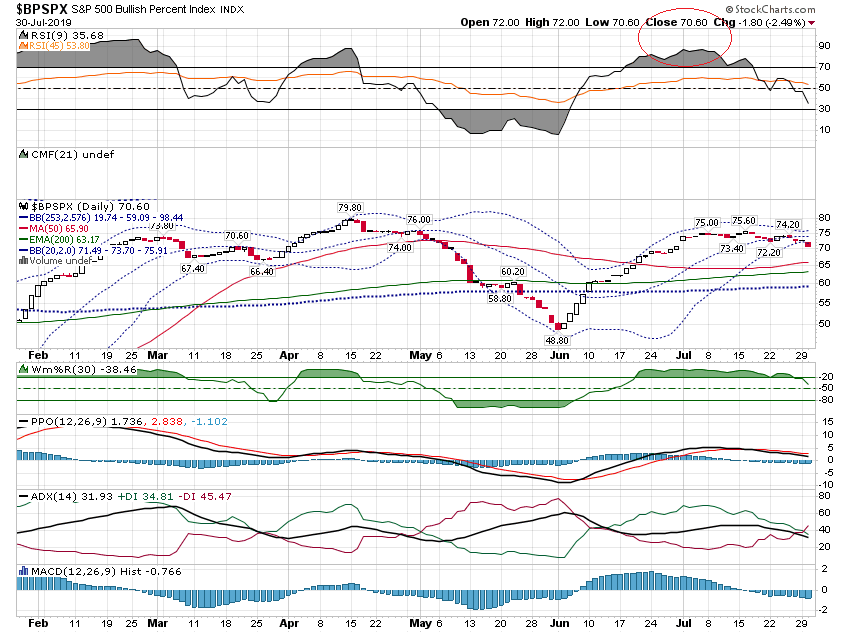 $BPSPX S&P 500 Bullish Percent Index INDX
© StockCharts.com
30-Jul-2019
Open 72.00 High 72.00 Low 70.60 Close 70.60 Chg -1.80 (-2.49%)
RSI(9) 35.68
RSI(45) 53.80
90
70
50
30
10
CMF(21) undef
$BPSPX (Daily) 70.60
BB(253,2.576) 19.74 - 59.09 - 98.44
MA(50) 65.90
EMA(200) 63.17
BB(20,2.0) 71.49 - 73.70 - 75.91
Volume undef
73.80
67.40
70.60
66.40
79.80
74.00
76.00
58.80
60.20
48.80
75.00
73.40
75.60
72.20
74.20
80
75
70
65
60
55
50
Feb 11 19 25 Mar 11 18 25 Apr 8 15 22 May 6 13 20 28 Jun 10 17 24 Jul 8 15 22 29
Wm%R(30) -38.46
-20
-50
-80
PPO(12,26,9) 1.736, 2.838, -1.102
15
10
5
0
-5
-10
ADX(14) 31.93 +DI 34.81 -DI 45.47
80
60
40
20
MACD(12,26,9) Hist -0.766
2
0
-2
Feb 11 19 25 Mar 11 18 25 Apr 8 15 22 May 6 13 20 28 Jun 10 17 24 Jul 8 15 22 29